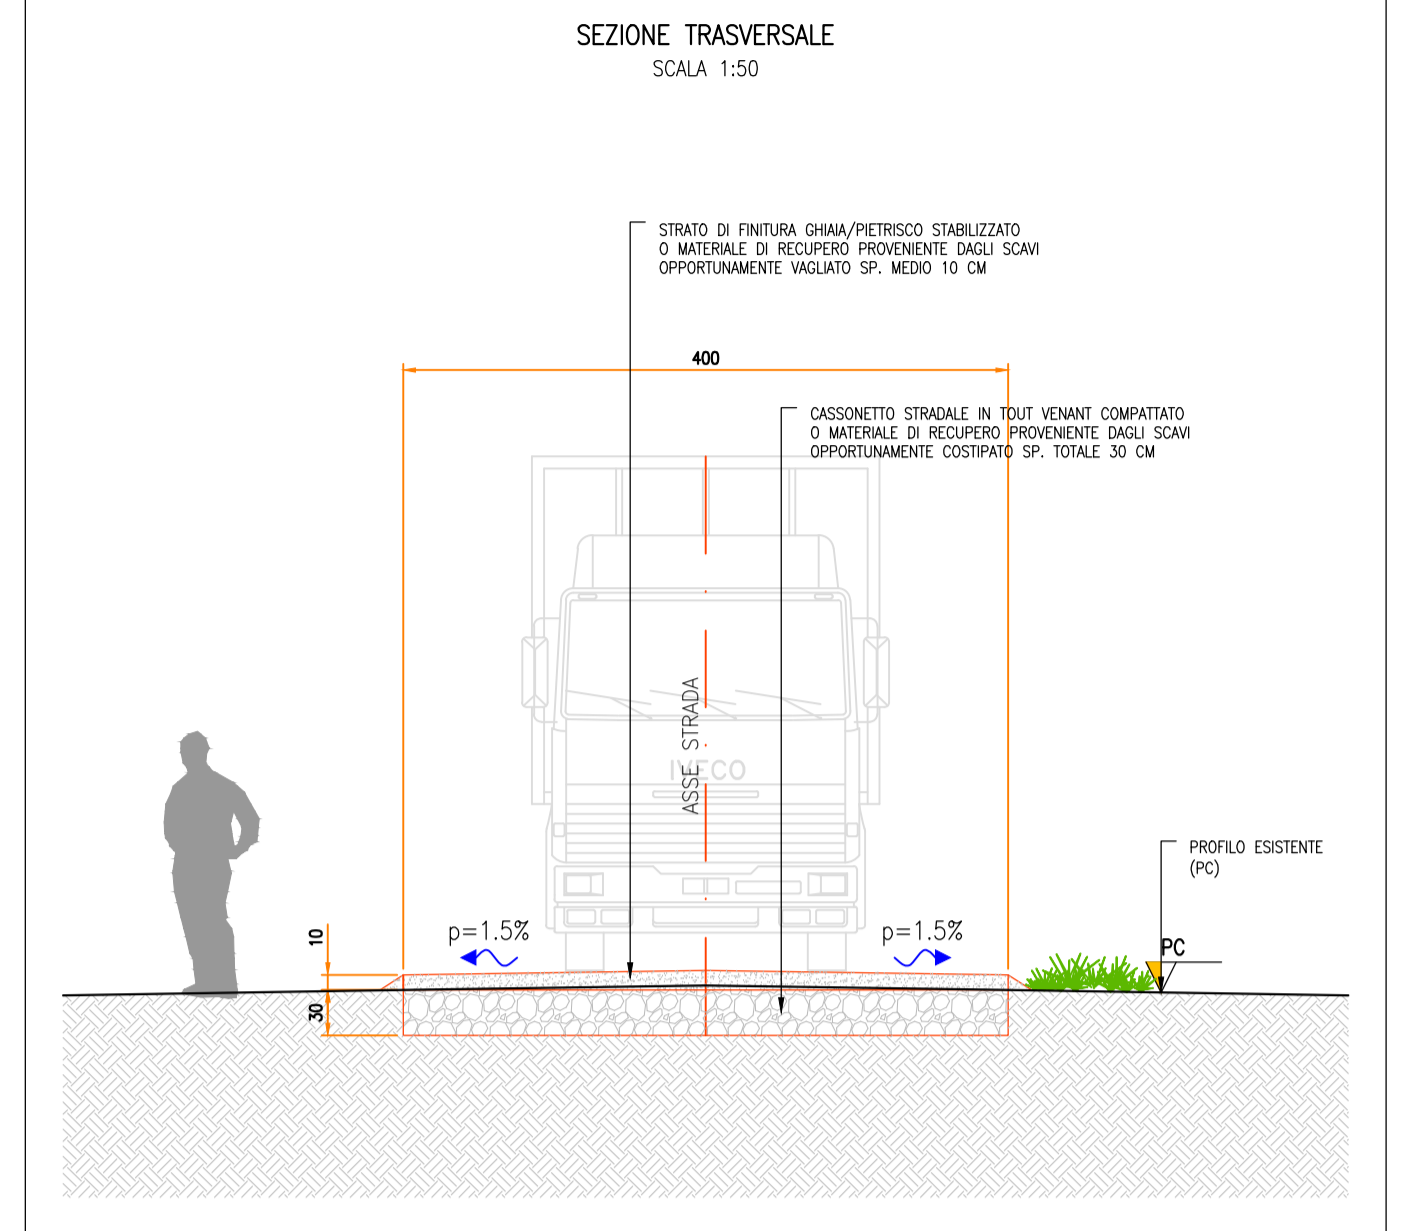 SEZIONE TRASVERSALE
SCALA 1:50
STRATO DI FINITURA GHIAIA/PIETRISCO STABILIZZATO
O MATERIALE DI RECUPERO PROVENIENTE DAGLI SCAVI
OPPORTUNAMENTE VAGLIATO SP. MEDIO 10 CM
400
CASSONETTO STRADALE IN TOUT VENANT COMPATTATO
O MATERIALE DI RECUPERO PROVENIENTE DAGLI SCAVI
OPPORTUNAMENTE COSTIPATO SP. TOTALE 30 CM
ASSE STRADA
IVECO
PROFILO ESISTENTE
(PC)
p=1.5%
p=1.5%
10
PC
30